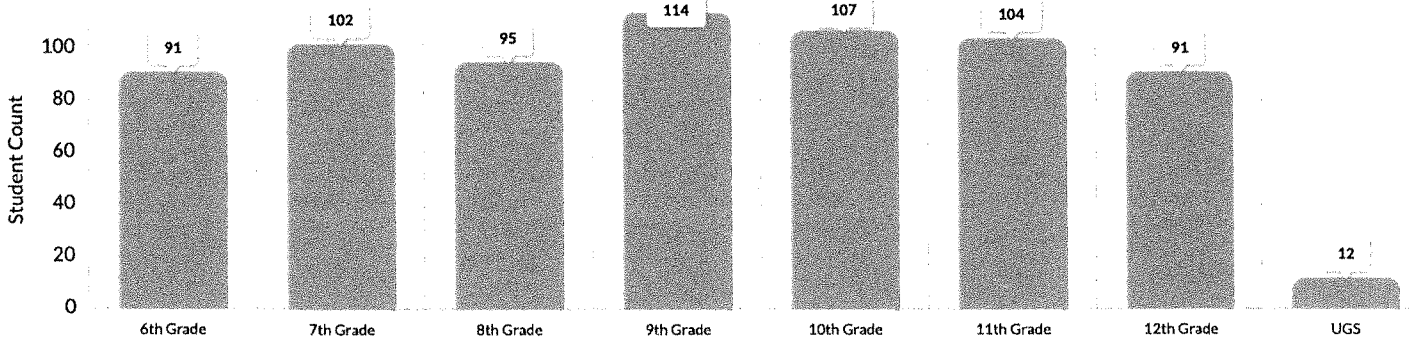 114
102
107
104
95
91
91
100
80
60
40
20
0
12
Student Count
6th Grade
7th Grade
8th Grade
9th Grade
10th Grade
11th Grade
12th Grade
UGS